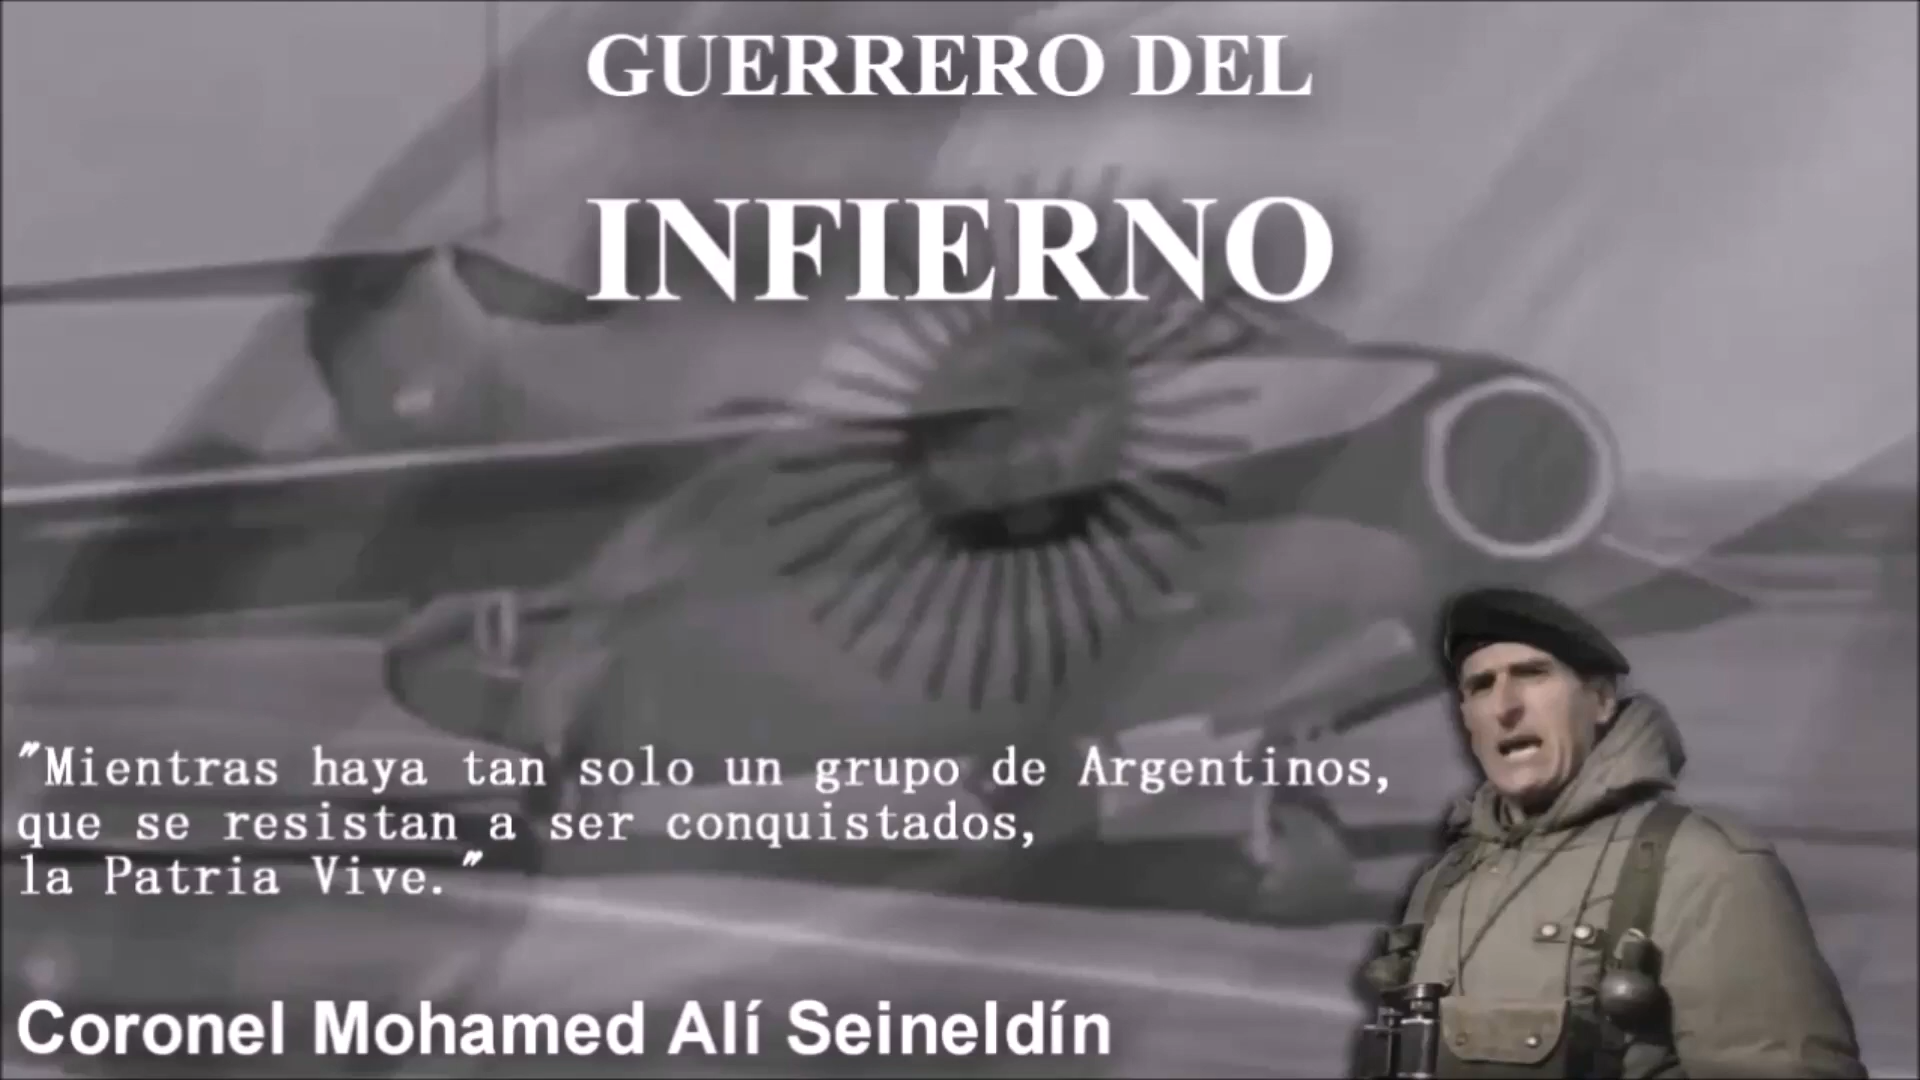 GUERRERO DEL
INFIERNO
"Mientras haya tan solo un grupo de Argentinos,
que se resistan a ser conquistados,
la Patria Vive."
Coronel Mohamed Alí Seineldín